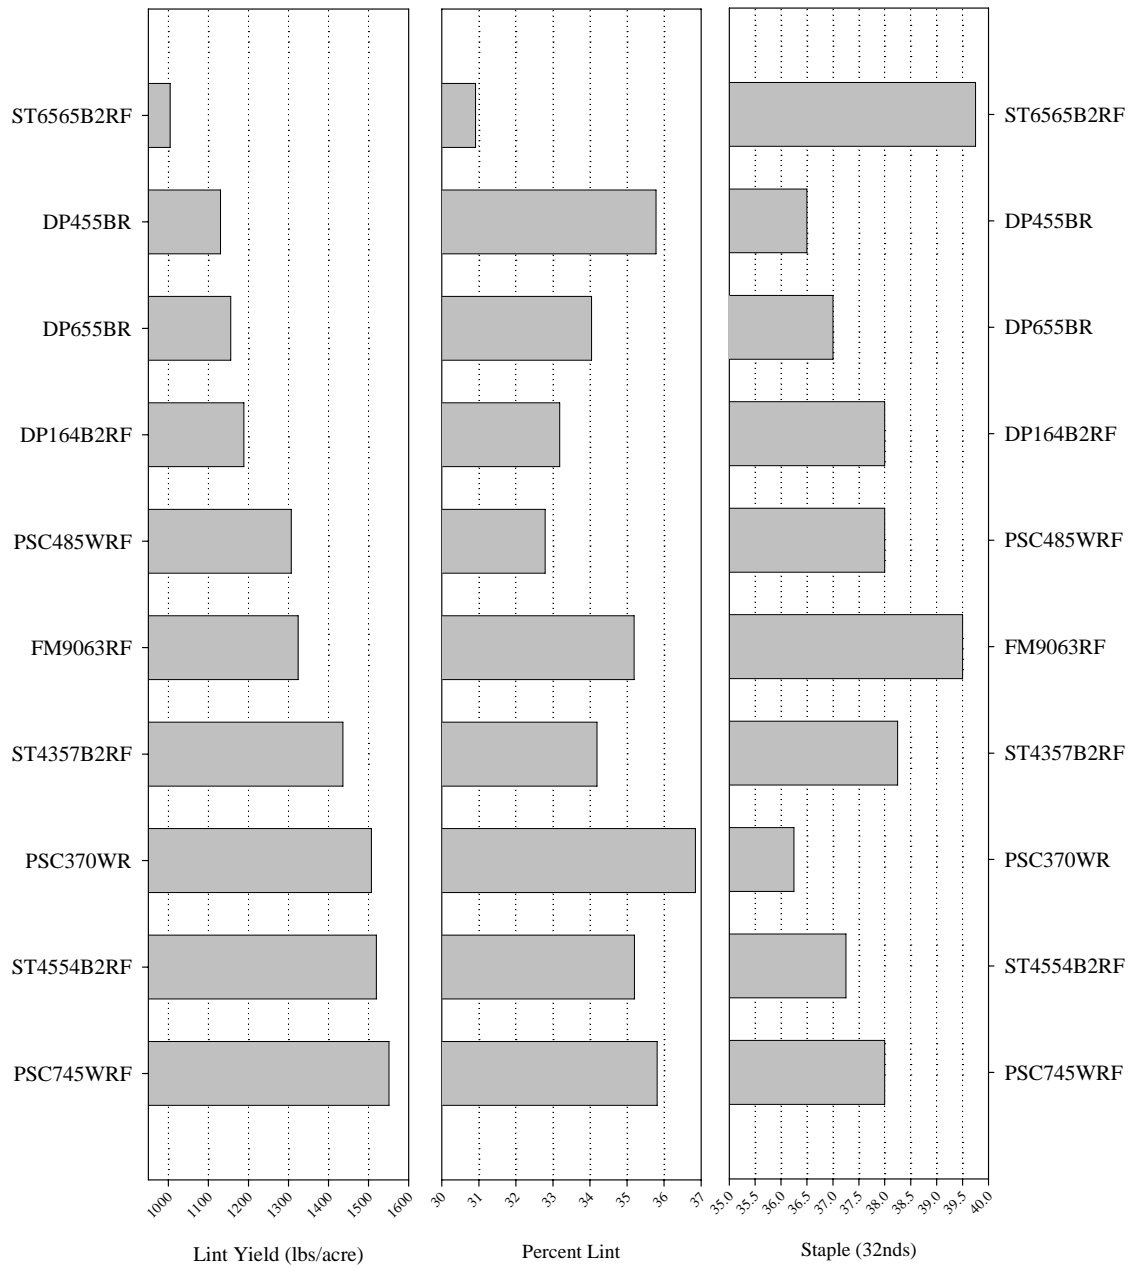 ST6565B2RF
DP455BR
DP655BR
DP164B2RF
PSC485WRF
FM9063RF
ST4357B2RF
PSC370WR
ST4554B2RF
PSC745WRF
1000 1100 1200 1300 1400 1500 1600
Lint Yield (lbs/acre)
30 31 32 33 34 35 36 37
Percent Lint
35.0 35.5 36.0 36.5 37.0 37.5 38.0 38.5 39.0 39.5 40.0
Staple (32nds)
ST6565B2RF
DP455BR
DP655BR
DP164B2RF
PSC485WRF
FM9063RF
ST4357B2RF
PSC370WR
ST4554B2RF
PSC745WRF